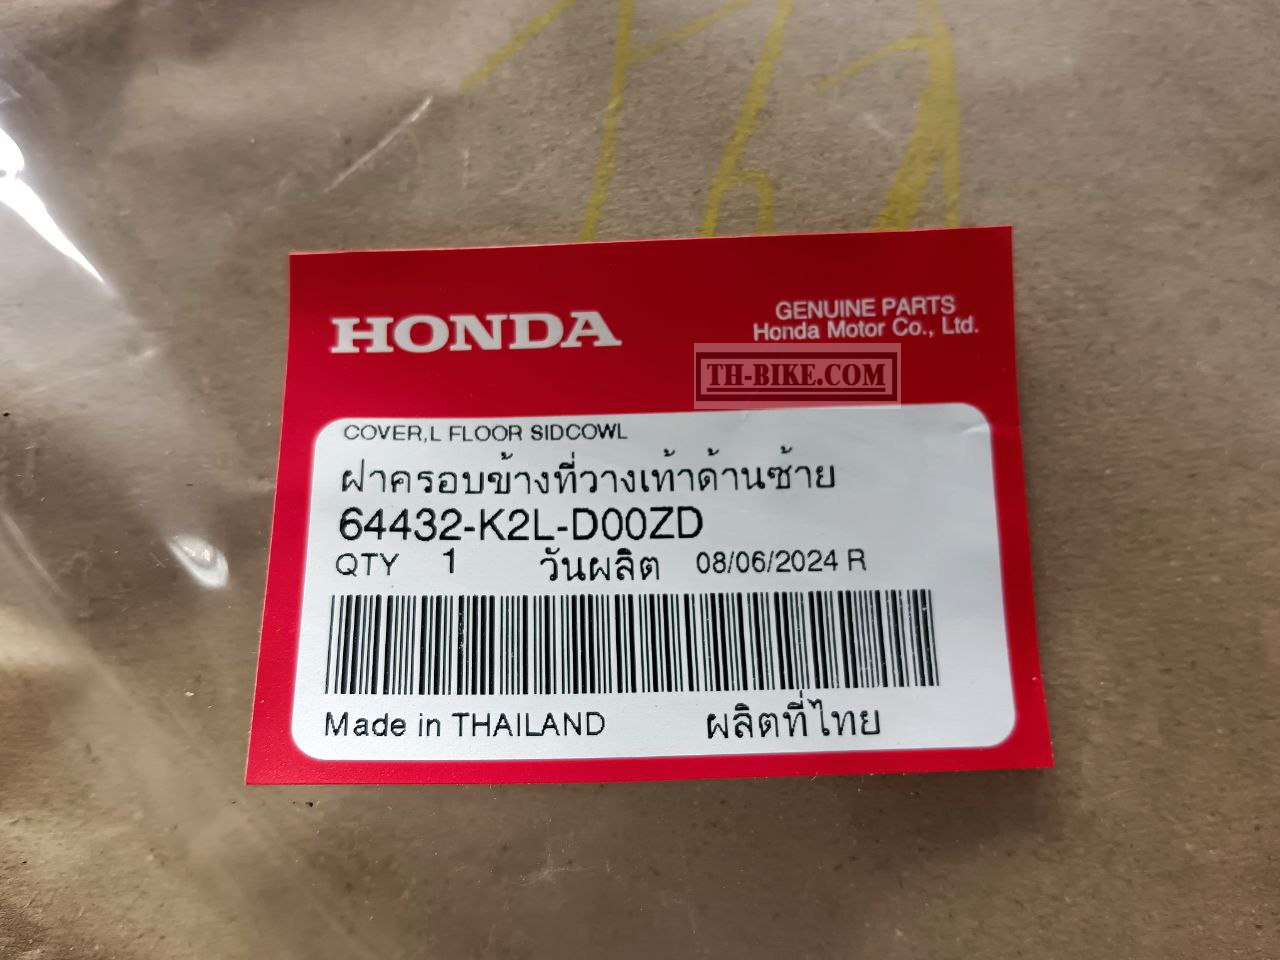 HONDA
GENUINE PARTS
Honda Motor Co., Ltd.
TH-BIKE.COM
COVER,L FLOOR SIDCOWL
ฝาครอบข้างที่วางเท้าด้านซ้าย
64432-K2L-D00ZD
QTY 1 วันผลิต 08/06/2024 R
Made in THAILAND ผลิตที่ไทย